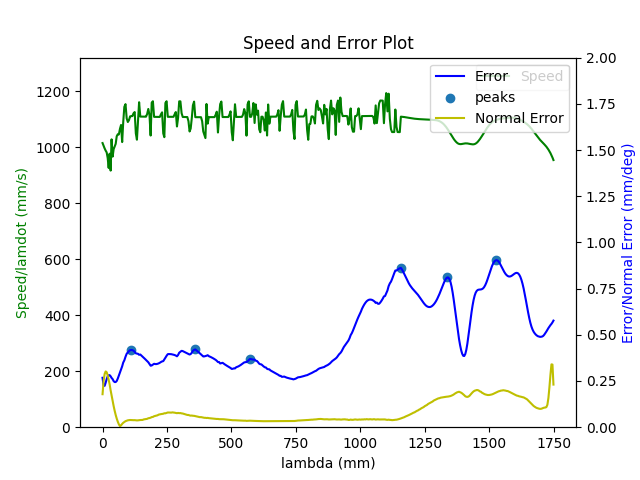 Speed and Error Plot
Speed/lamdot (mm/s)
0
200
400
600
800
1000
1200
Error
peaks
Normal Error
Speed
0.00
0.25
0.50
0.75
1.00
1.25
1.50
1.75
2.00
Error/Normal Error (mm/deg)
0 250 500 750 1000 1250 1500 1750
lambda (mm)